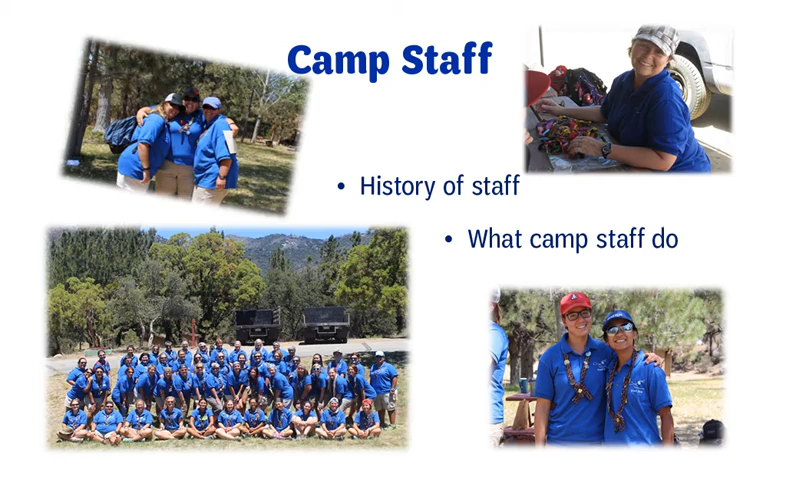 Camp Staff
• History of staff
• What camp staff do